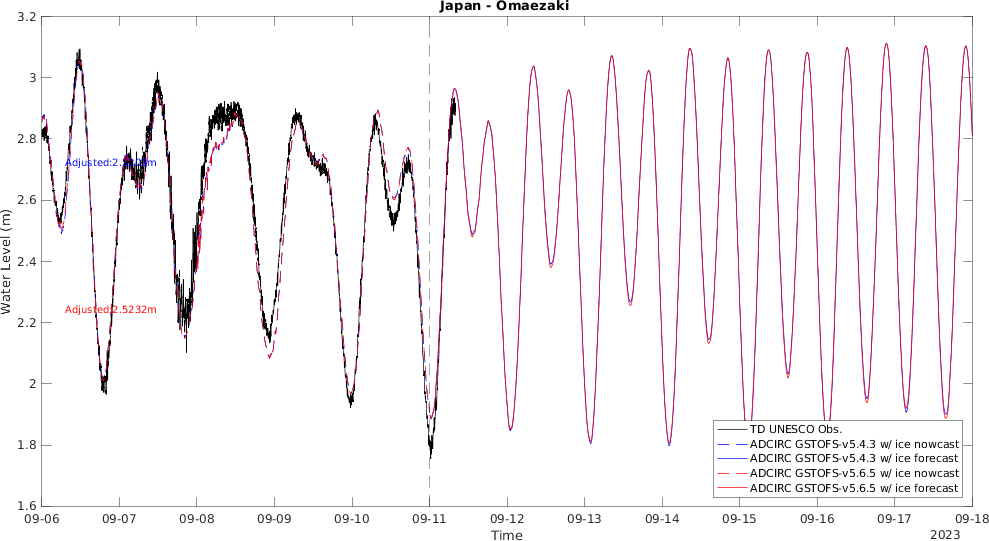 Japan - Omaezaki
3.2
3
2.8
2.6
2.4
2.2
2
1.8
1.6
Water Level (m)
Adjusted:2.5232m
TD UNESCO Obs.
ADCIRC GSTOFS-v5.4.3 w/ ice nowcast
ADCIRC GSTOFS-v5.4.3 w/ ice forecast
ADCIRC GSTOFS-v5.6.5 w/ ice nowcast
ADCIRC GSTOFS-v5.6.5 w/ ice forecast
09-06 09-07 09-08 09-09 09-10 09-11 09-12 09-13 09-14 09-15 09-16 09-17 09-18
Time
2023